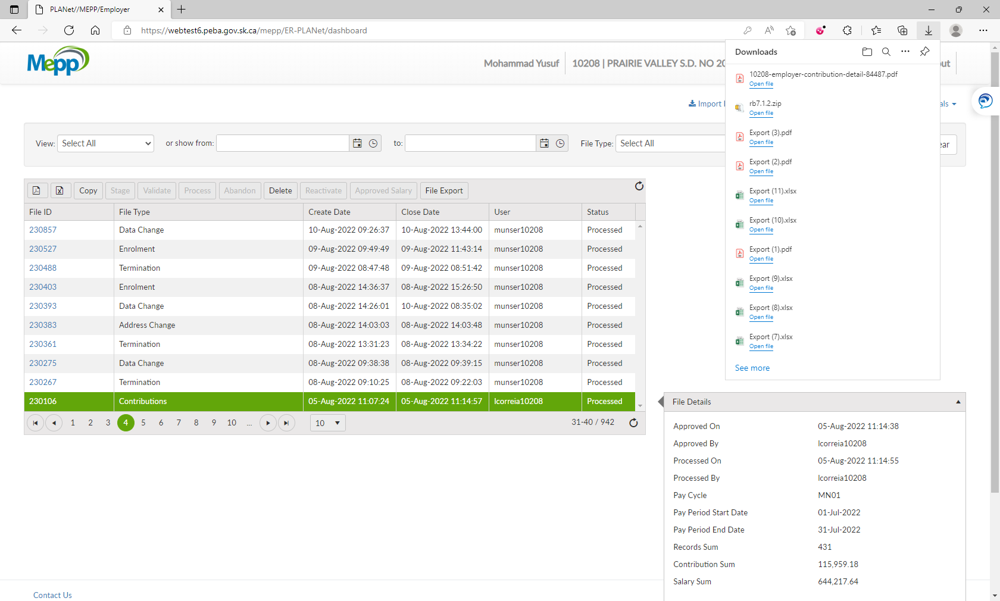 PLANet//MEPP/Employer
https://webtest6.peba.gov.sk.ca/mepp/ER-PLANet/dashboard
Mepp
Mohammad Yusuf
10208 | PRAIRIE VALLEY S.D. NO 20
out
Import
als
View:
Select All
or show from:
to:
File Type:
Select All
ear
Copy
Stage
Validate
Process
Abandon
Delete
Reactivate
Approved Salary
File Export
File ID File Type Create Date Close Date User Status
230857 Data Change 10-Aug-2022 09:26:37 10-Aug-2022 13:44:00 munser10208 Processed
230527 Enrolment 09-Aug-2022 09:49:49 09-Aug-2022 11:43:14 munser10208 Processed
230488 Termination 09-Aug-2022 08:47:48 09-Aug-2022 08:51:42 munser10208 Processed
230403 Enrolment 08-Aug-2022 14:36:37 08-Aug-2022 15:26:50 munser10208 Processed
230393 Data Change 08-Aug-2022 14:26:01 10-Aug-2022 08:35:02 munser10208 Processed
230383 Address Change 08-Aug-2022 14:03:03 08-Aug-2022 14:03:48 munser10208 Processed
230361 Termination 08-Aug-2022 13:31:23 08-Aug-2022 13:34:22 munser10208 Processed
230275 Data Change 08-Aug-2022 09:38:38 08-Aug-2022 09:39:15 munser10208 Processed
230267 Termination 08-Aug-2022 09:10:25 08-Aug-2022 09:22:03 munser10208 Processed
230106 Contributions 05-Aug-2022 11:07:24 05-Aug-2022 11:14:57 lcorreia10208 Processed
1 2 3 4 5 6 7 8 9 10 ... 10 31-40 / 942
Downloads
10208-employer-contribution-detail-84487.pdf
Open file
rb7.1.2.zip
Open file
Export (3).pdf
Open file
Export (2).pdf
Open file
Export (11).xlsx
Open file
Export (10).xlsx
Open file
Export (1).pdf
Open file
Export (9).xlsx
Open file
Export (8).xlsx
Open file
Export (7).xlsx
Open file
See more
File Details
Approved On 05-Aug-2022 11:14:38
Approved By lcorreia10208
Processed On 05-Aug-2022 11:14:55
Processed By lcorreia10208
Pay Cycle MN01
Pay Period Start Date 01-Jul-2022
Pay Period End Date 31-Jul-2022
Records Sum 431
Contribution Sum 115,959.18
Salary Sum 644,217.64
Contact Us